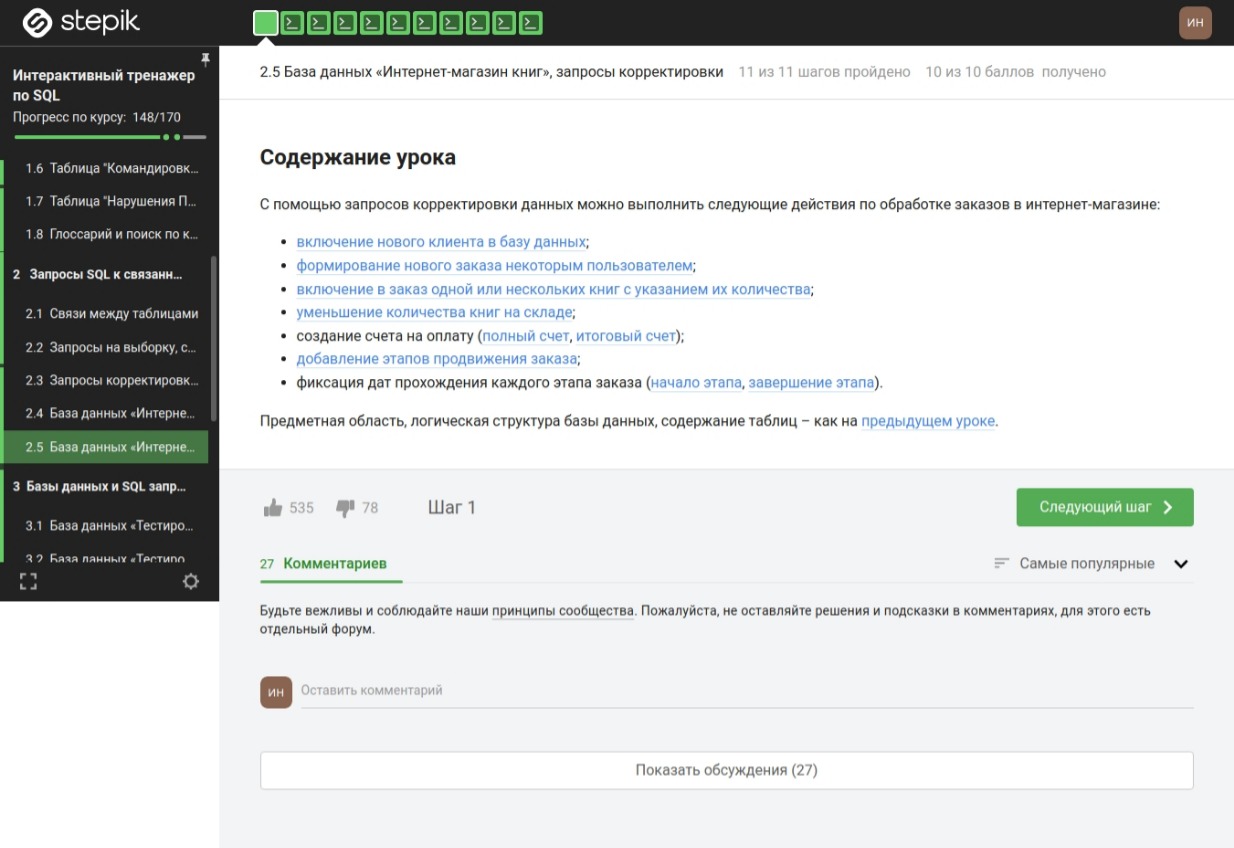 stepik
ИН
Интерактивный тренажер
по SQL
Прогресс по курсу: 148/170
1.6 Таблица "Командировк...
1.7 Таблица "Нарушения П...
1.8 Глоссарий и поиск по к...
2 Запросы SQL к связанн...
2.1 Связи между таблицами
2.2 Запросы на выборку, с...
2.3 Запросы корректировк...
2.4 База данных «Интерне...
2.5 База данных «Интерне...
3 Базы данных и SQL запр...
3.1 База данных «Тестиро...
3.2 База данных «Тестиро
2.5 База данных «Интернет-магазин книг», запросы корректировки 11 из 11 шагов пройдено 10 из 10 баллов получено
Содержание урока
С помощью запросов корректировки данных можно выполнить следующие действия по обработке заказов в интернет-магазине:
• включение нового клиента в базу данных;
• формирование нового заказа некоторым пользователем;
• включение в заказ одной или нескольких книг с указанием их количества;
• уменьшение количества книг на складе;
• создание счета на оплату (полный счет, итоговый счет);
• добавление этапов продвижения заказа;
• фиксация дат прохождения каждого этапа заказа (начало этапа, завершение этапа).
Предметная область, логическая структура базы данных, содержание таблиц – как на предыдущем уроке.
535 78 Шаг 1 Следующий шаг
27 Комментариев Самые популярные
Будьте вежливы и соблюдайте наши принципы сообщества. Пожалуйста, не оставляйте решения и подсказки в комментариях, для этого есть
отдельный форум.
ИН Оставить комментарий
Показать обсуждения (27)